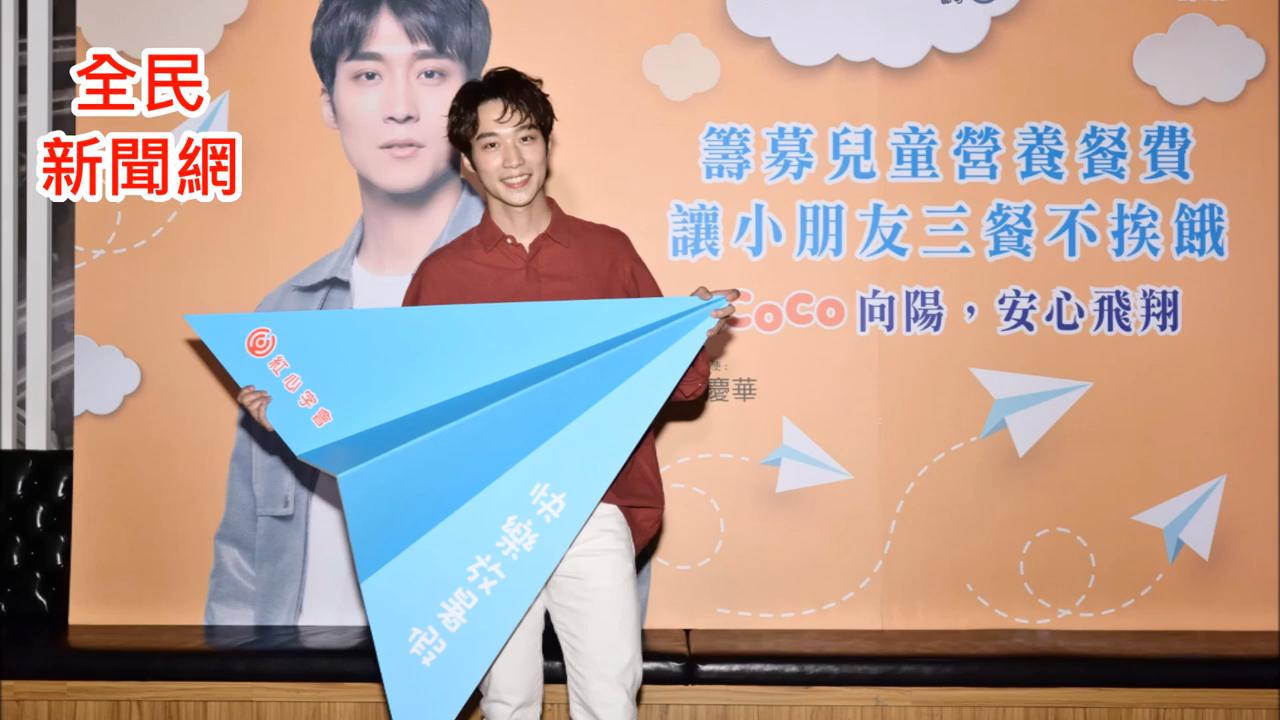 全民
新聞網
籌募兒童營養餐費
讓小朋友三餐不挨餓
CoCo向陽，安心飛翔
慶華
紅心字會
快樂放暑假